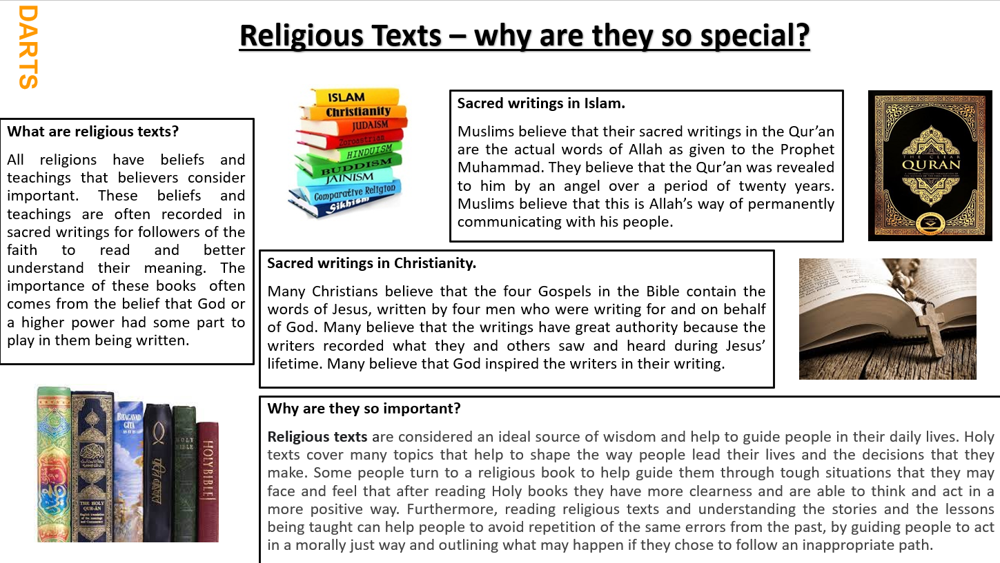 DARTS
Religious Texts – why are they so special?
ISLAM
Christianity
JUDAISM
Zoroastrian
HINDUISM
BUDDISM
JAINISM
Comparative Religion
Sikhism
Sacred writings in Islam.
Muslims believe that their sacred writings in the Qur’an
are the actual words of Allah as given to the Prophet
Muhammad. They believe that the Qur’an was revealed
to him by an angel over a period of twenty years.
Muslims believe that this is Allah’s way of permanently
communicating with his people.
THE CLEAR
QURAN
What are religious texts?
All religions have beliefs and
teachings that believers consider
important. These beliefs and
teachings are often recorded in
sacred writings for followers of the
faith to read and better
understand their meaning. The
importance of these books often
comes from the belief that God or
a higher power had some part to
play in them being written.
Sacred writings in Christianity.
Many Christians believe that the four Gospels in the Bible contain the
words of Jesus, written by four men who were writing for and on behalf
of God. Many believe that the writings have great authority because the
writers recorded what they and others saw and heard during Jesus’
lifetime. Many believe that God inspired the writers in their writing.
BHAGAVAD
GITA
HOLY
BIBLE
HOLY BIBLE
THE HOLY
QUR-ÁN
Why are they so important?
Religious texts are considered an ideal source of wisdom and help to guide people in their daily lives. Holy
texts cover many topics that help to shape the way people lead their lives and the decisions that they
make. Some people turn to a religious book to help guide them through tough situations that they may
face and feel that after reading Holy books they have more clearness and are able to think and act in a
more positive way. Furthermore, reading religious texts and understanding the stories and the lessons
being taught can help people to avoid repetition of the same errors from the past, by guiding people to act
in a morally just way and outlining what may happen if they chose to follow an inappropriate path.